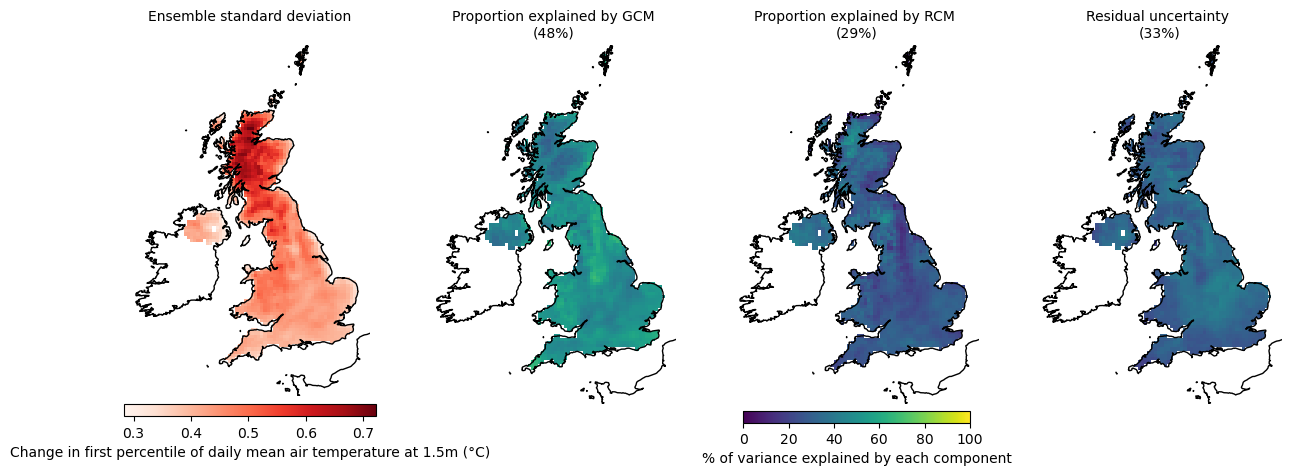 Ensemble standard deviation
Proportion explained by GCM
(48%)
Proportion explained by RCM
(29%)
Residual uncertainty
(33%)
0.3 0.4 0.5 0.6 0.7
Change in first percentile of daily mean air temperature at 1.5m (°C)
0 20 40 60 80 100
% of variance explained by each component